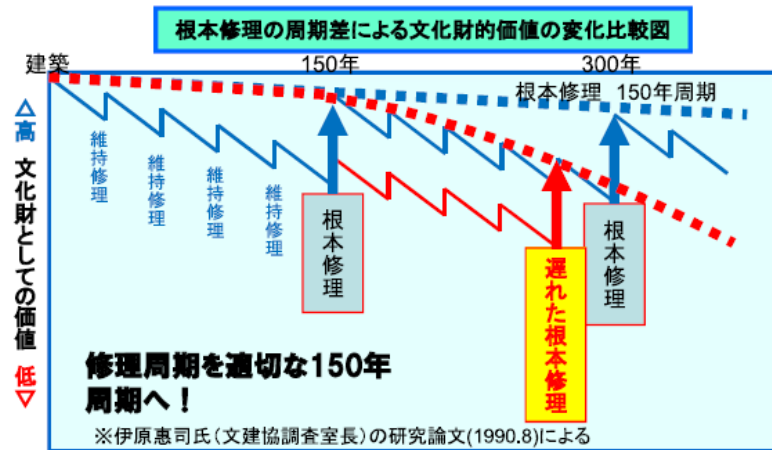 根本修理の周期差による文化財的価値の変化比較図
建築
150年
300年
根本修理 150年周期
△高 文化財としての価値 低▽
維持修理
維持修理
維持修理
維持修理
根本修理
遅れた根本修理
根本修理
修理周期を適切な150年
周期へ！
※伊原惠司氏（文建協調査室長）の研究論文(1990.8)による